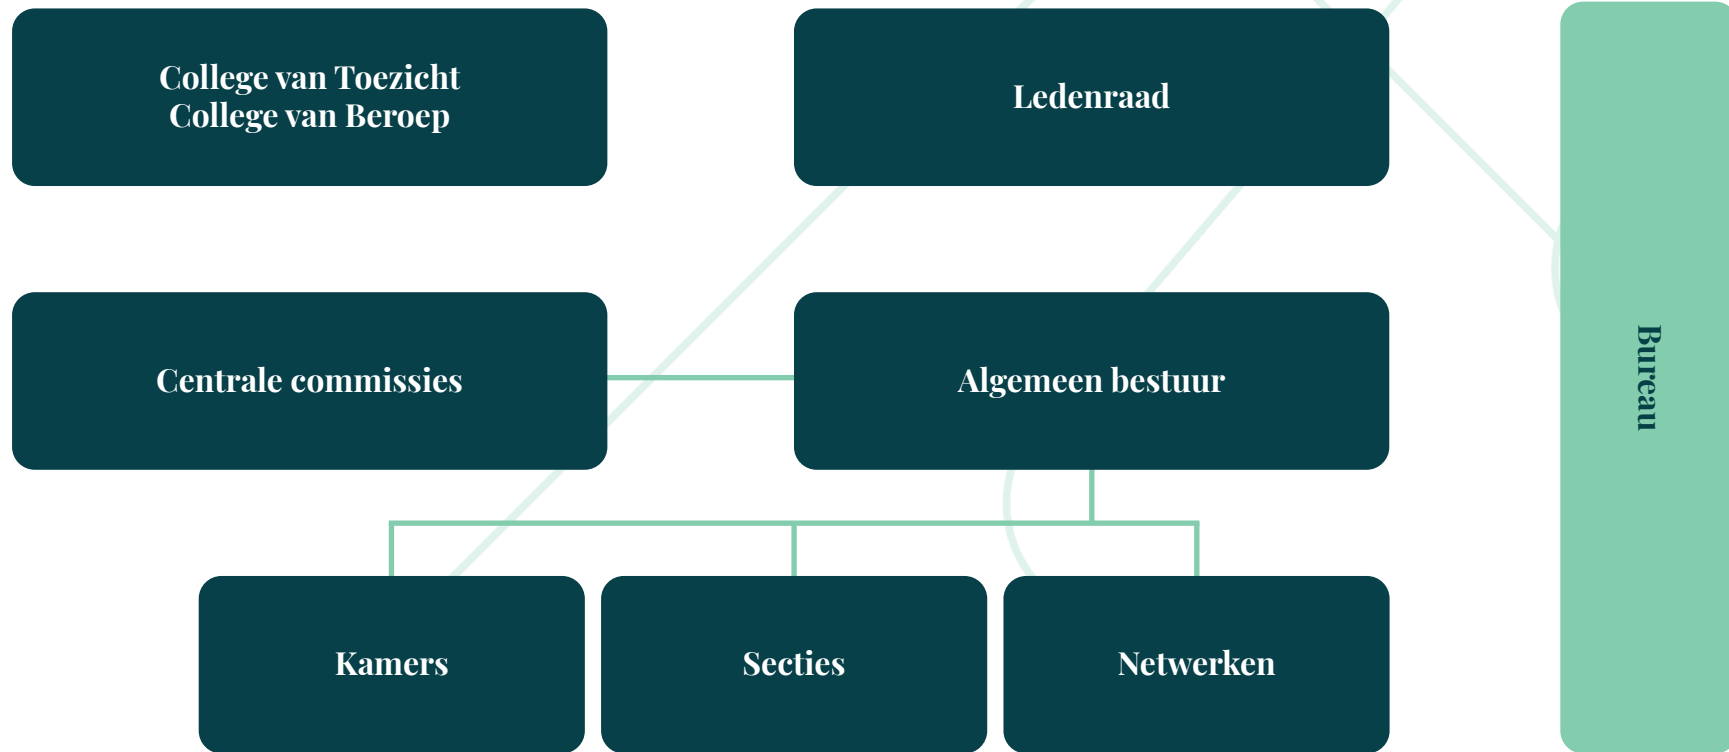 College van Toezicht
College van Beroep
Ledenraad
Centrale commissies
Algemeen bestuur
Bureau
Kamers
Secties
Netwerken